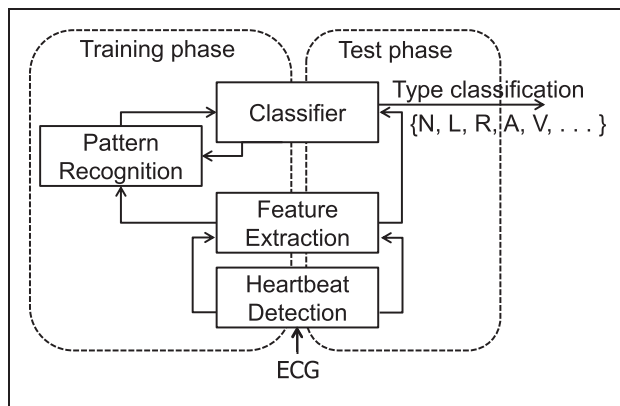 Training phase
Test phase
Classifier
Type classification
{N, L, R, A, V, . . . }
Pattern
Recognition
Feature
Extraction
Heartbeat
Detection
ECG